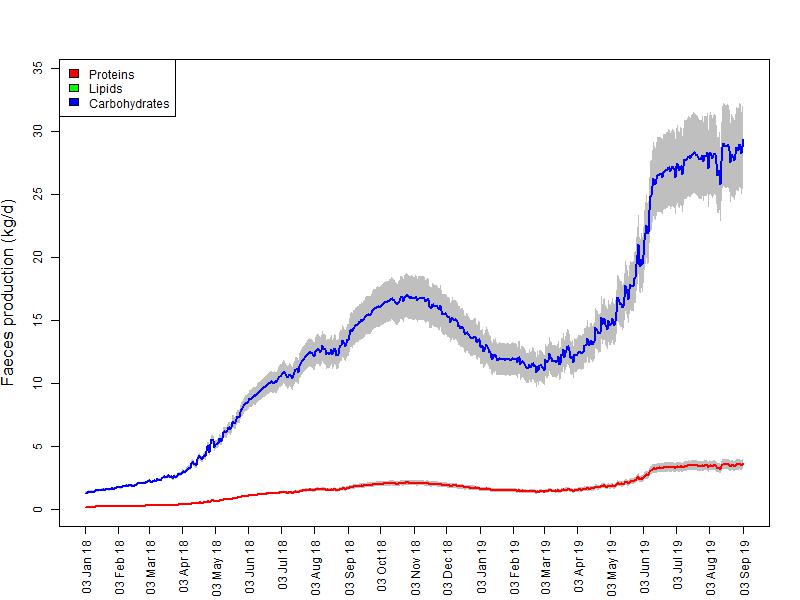 Proteins
Lipids
Carbohydrates
Faeces production (kg/d)
35
30
25
20
15
10
5
0
03 Jan 18
03 Feb 18
03 Mar 18
03 Apr 18
03 May 18
03 Jun 18
03 Jul 18
03 Aug 18
03 Sep 18
03 Oct 18
03 Nov 18
03 Dec 18
03 Jan 19
03 Feb 19
03 Mar 19
03 Apr 19
03 May 19
03 Jun 19
03 Jul 19
03 Aug 19
03 Sep 19